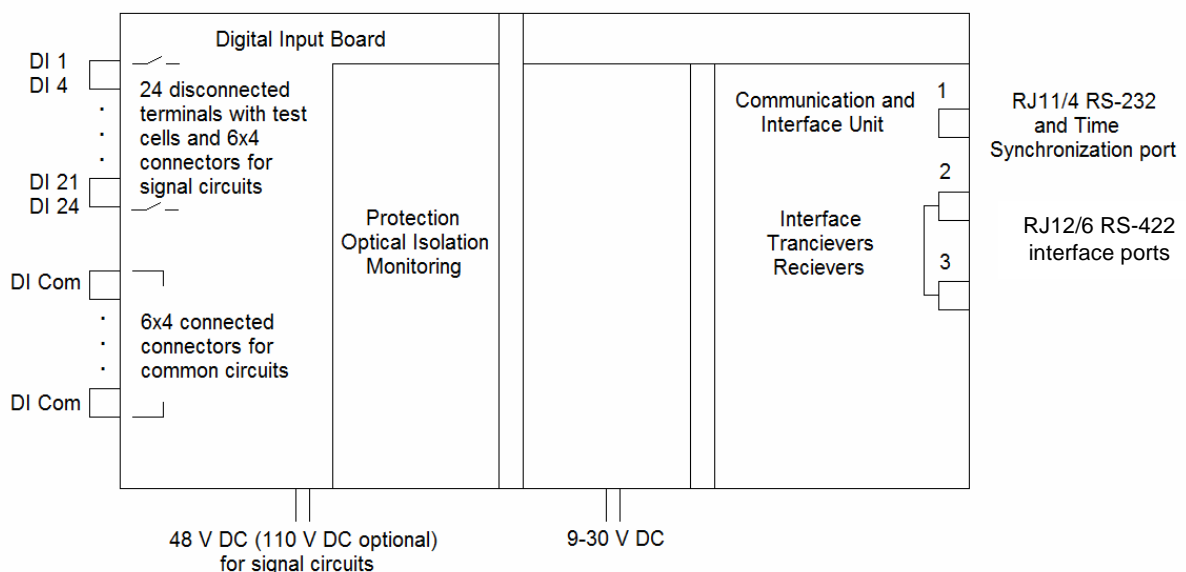 Digital Input Board
DI 1
DI 4
DI 21
DI 24
DI Com
DI Com
24 disconnected
terminals with test
cells and 6x4
connectors for
signal circuits
6x4 connected
connectors for
common circuits
Protection
Optical Isolation
Monitoring
Communication and
Interface Unit
Interface
Trancievers
Recievers
1
2
3
RJ11/4 RS-232
and Time
Synchronization port
RJ12/6 RS-422
interface ports
48 V DC (110 V DC optional)
for signal circuits
9-30 V DC